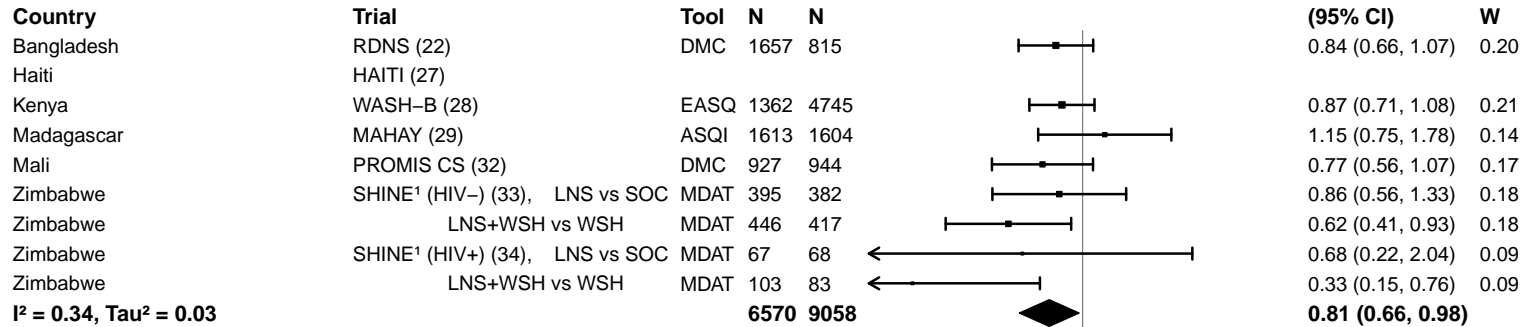 Country Trial Tool N N (95% CI) W
Bangladesh RDNS (22) DMC 1657 815 0.84 (0.66, 1.07) 0.20
Haiti HAITI (27)
Kenya WASH−B (28) EASQ 1362 4745 0.87 (0.71, 1.08) 0.21
Madagascar MAHAY (29) ASQI 1613 1604 1.15 (0.75, 1.78) 0.14
Mali PROMIS CS (32) DMC 927 944 0.77 (0.56, 1.07) 0.17
Zimbabwe SHINE¹ (HIV−) (33), LNS vs SOC MDAT 395 382 0.86 (0.56, 1.33) 0.18
Zimbabwe LNS+WSH vs WSH MDAT 446 417 0.62 (0.41, 0.93) 0.18
Zimbabwe SHINE¹ (HIV+) (34), LNS vs SOC MDAT 67 68 0.68 (0.22, 2.04) 0.09
Zimbabwe LNS+WSH vs WSH MDAT 103 83 0.33 (0.15, 0.76) 0.09
I² = 0.34, Tau² = 0.03 6570 9058 0.81 (0.66, 0.98)